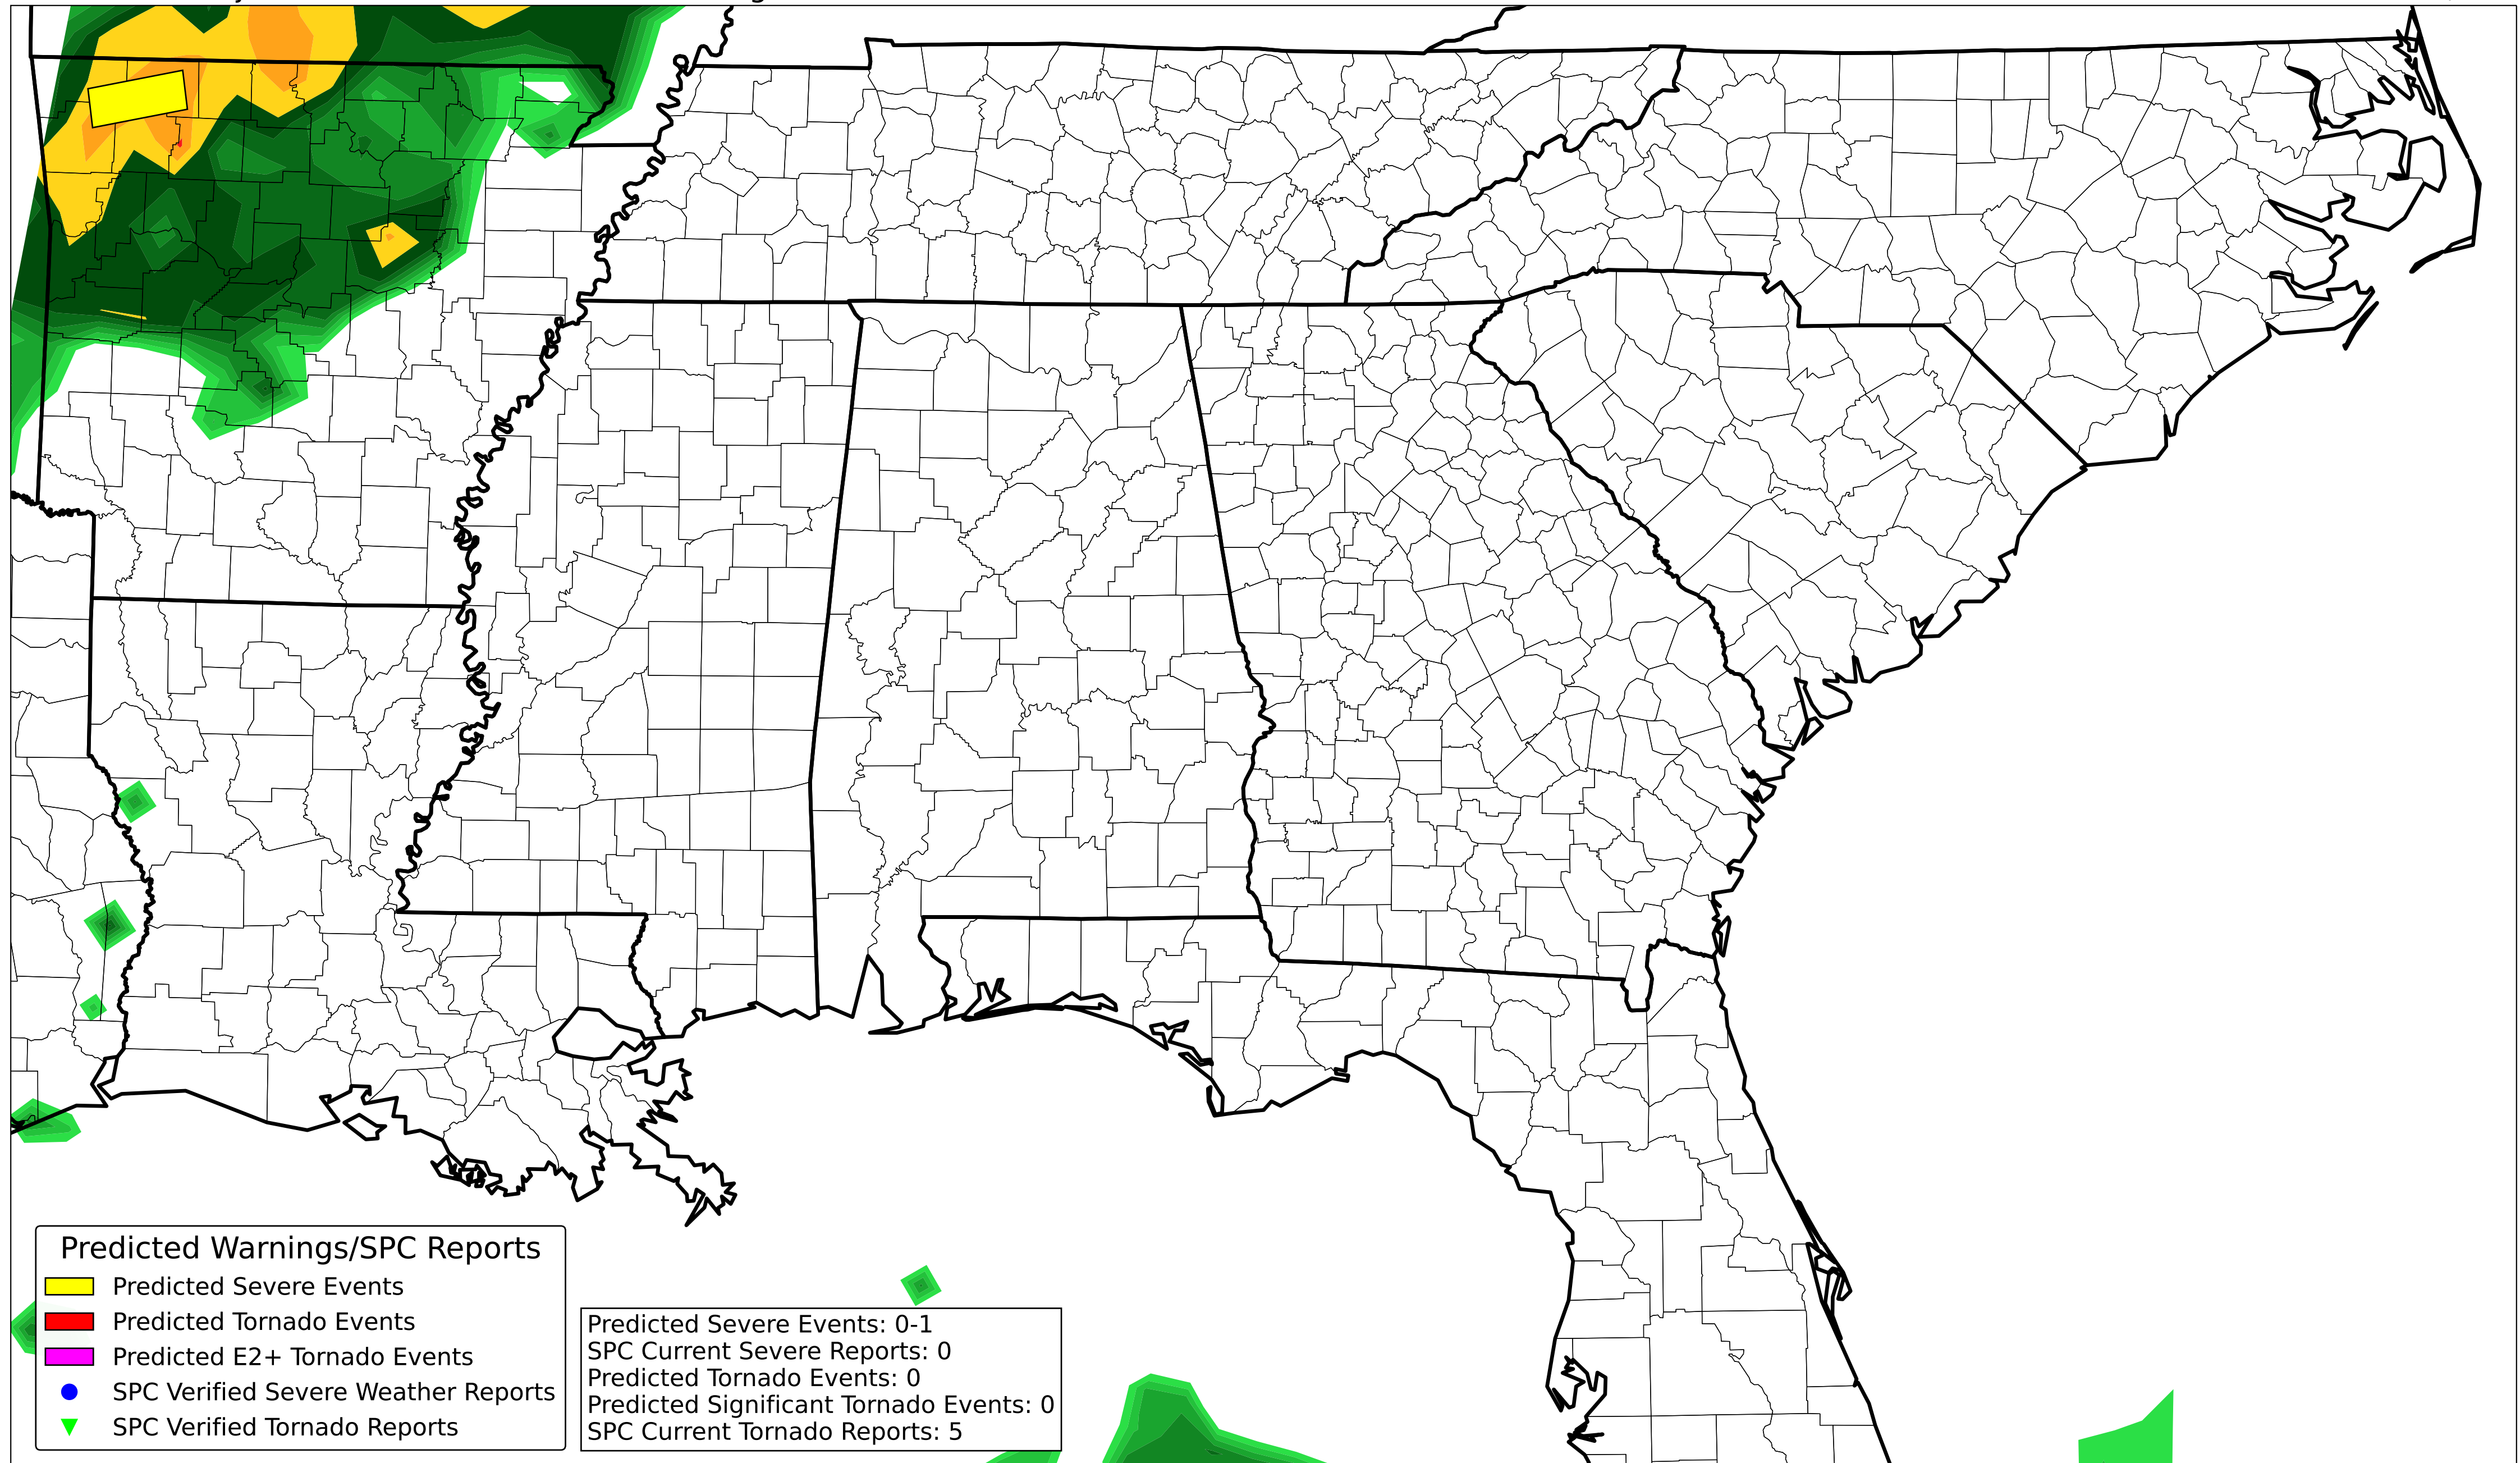 Predicted Warnings/SPC Reports
Predicted Severe Events
Predicted Tornado Events
Predicted E2+ Tornado Events
SPC Verified Severe Weather Reports
SPC Verified Tornado Reports
Predicted Severe Events: 0-1
SPC Current Severe Reports: 0
Predicted Tornado Events: 0
Predicted Significant Tornado Events: 0
SPC Current Tornado Reports: 5